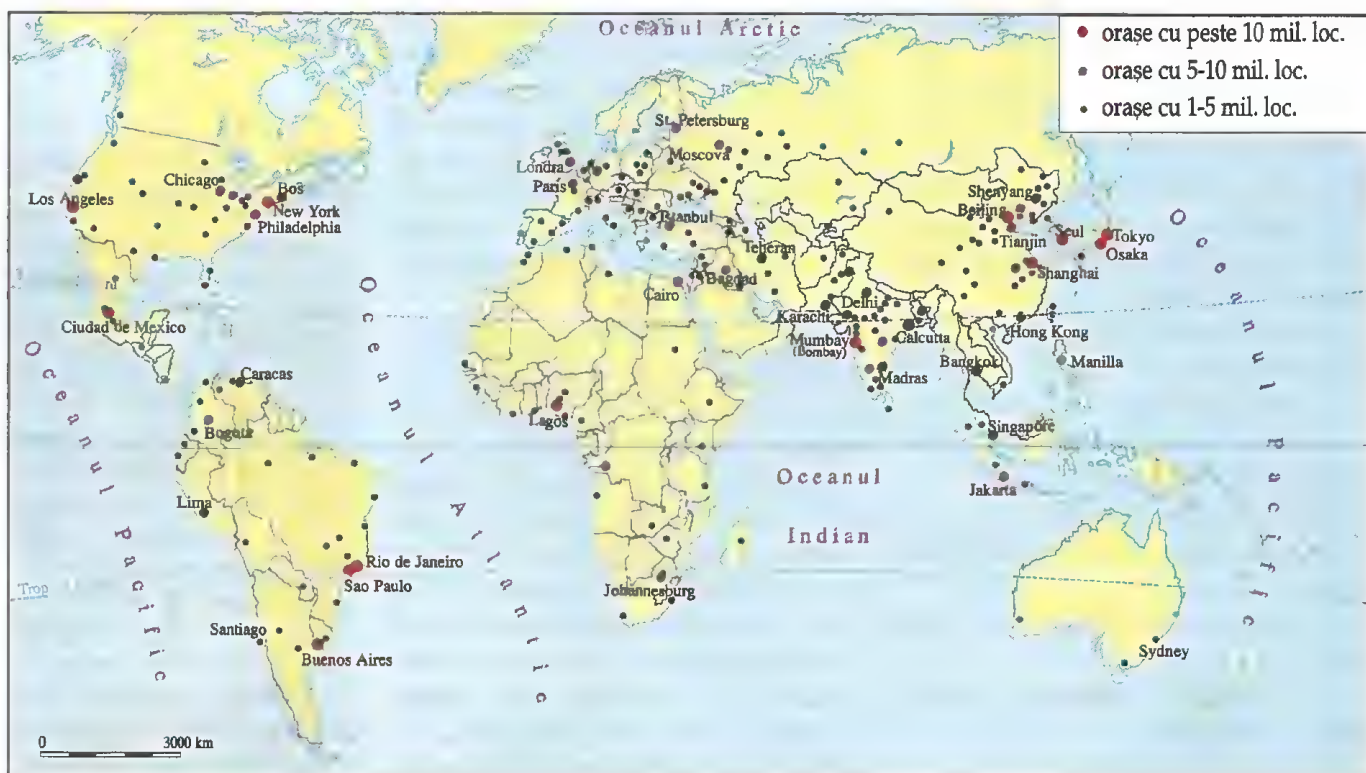 Oceanul Arctic
orașe cu peste 10 mil. loc.
orașe cu 5-10 mil. loc.
orașe cu 1-5 mil. loc.
St. Petersburg
Moscova
Londra
Paris
Chicago
Bos
Los Angeles
New York
Philadelphia
Istanbul
Teheran
Shenyang
Beijing
Seul
Tokyo
Tianjin
Osaka
Shanghai
Bagdad
Cairo
Delhi
Karachi
Ciudad de Mexico
Mumbay
(Bombay)
Calcutta
Hong Kong
Bangkok
Manilla
Madras
Caracas
Lagos
Bogota
Singapore
Lima
Jakarta
Oceanul
Indian
Oceanul Pacific
Oceanul Atlantic
Oceanul Pacific
Rio de Janeiro
Sao Paulo
Trop
Johannesburg
Santiago
Buenos Aires
Sydney
0 3000 km